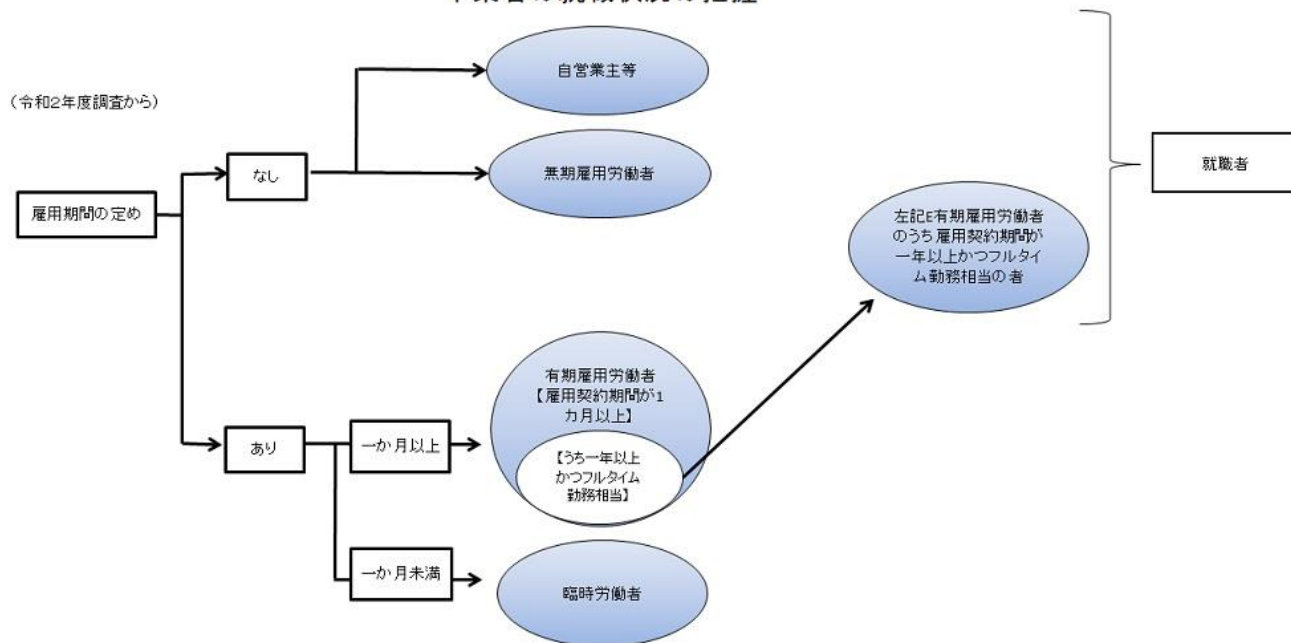 自営業主等
(令和2年度調査から)
なし
無期雇用労働者
就職者
雇用期間の定め
左記E有期雇用労働者
のうち雇用契約期間が
一年以上かつフルタイ
ム勤務相当の者
有期雇用労働者
【雇用契約期間が1
カ月以上】
あり
一か月以上
【うち一年以上
かつフルタイム
勤務相当】
一か月未満
臨時労働者